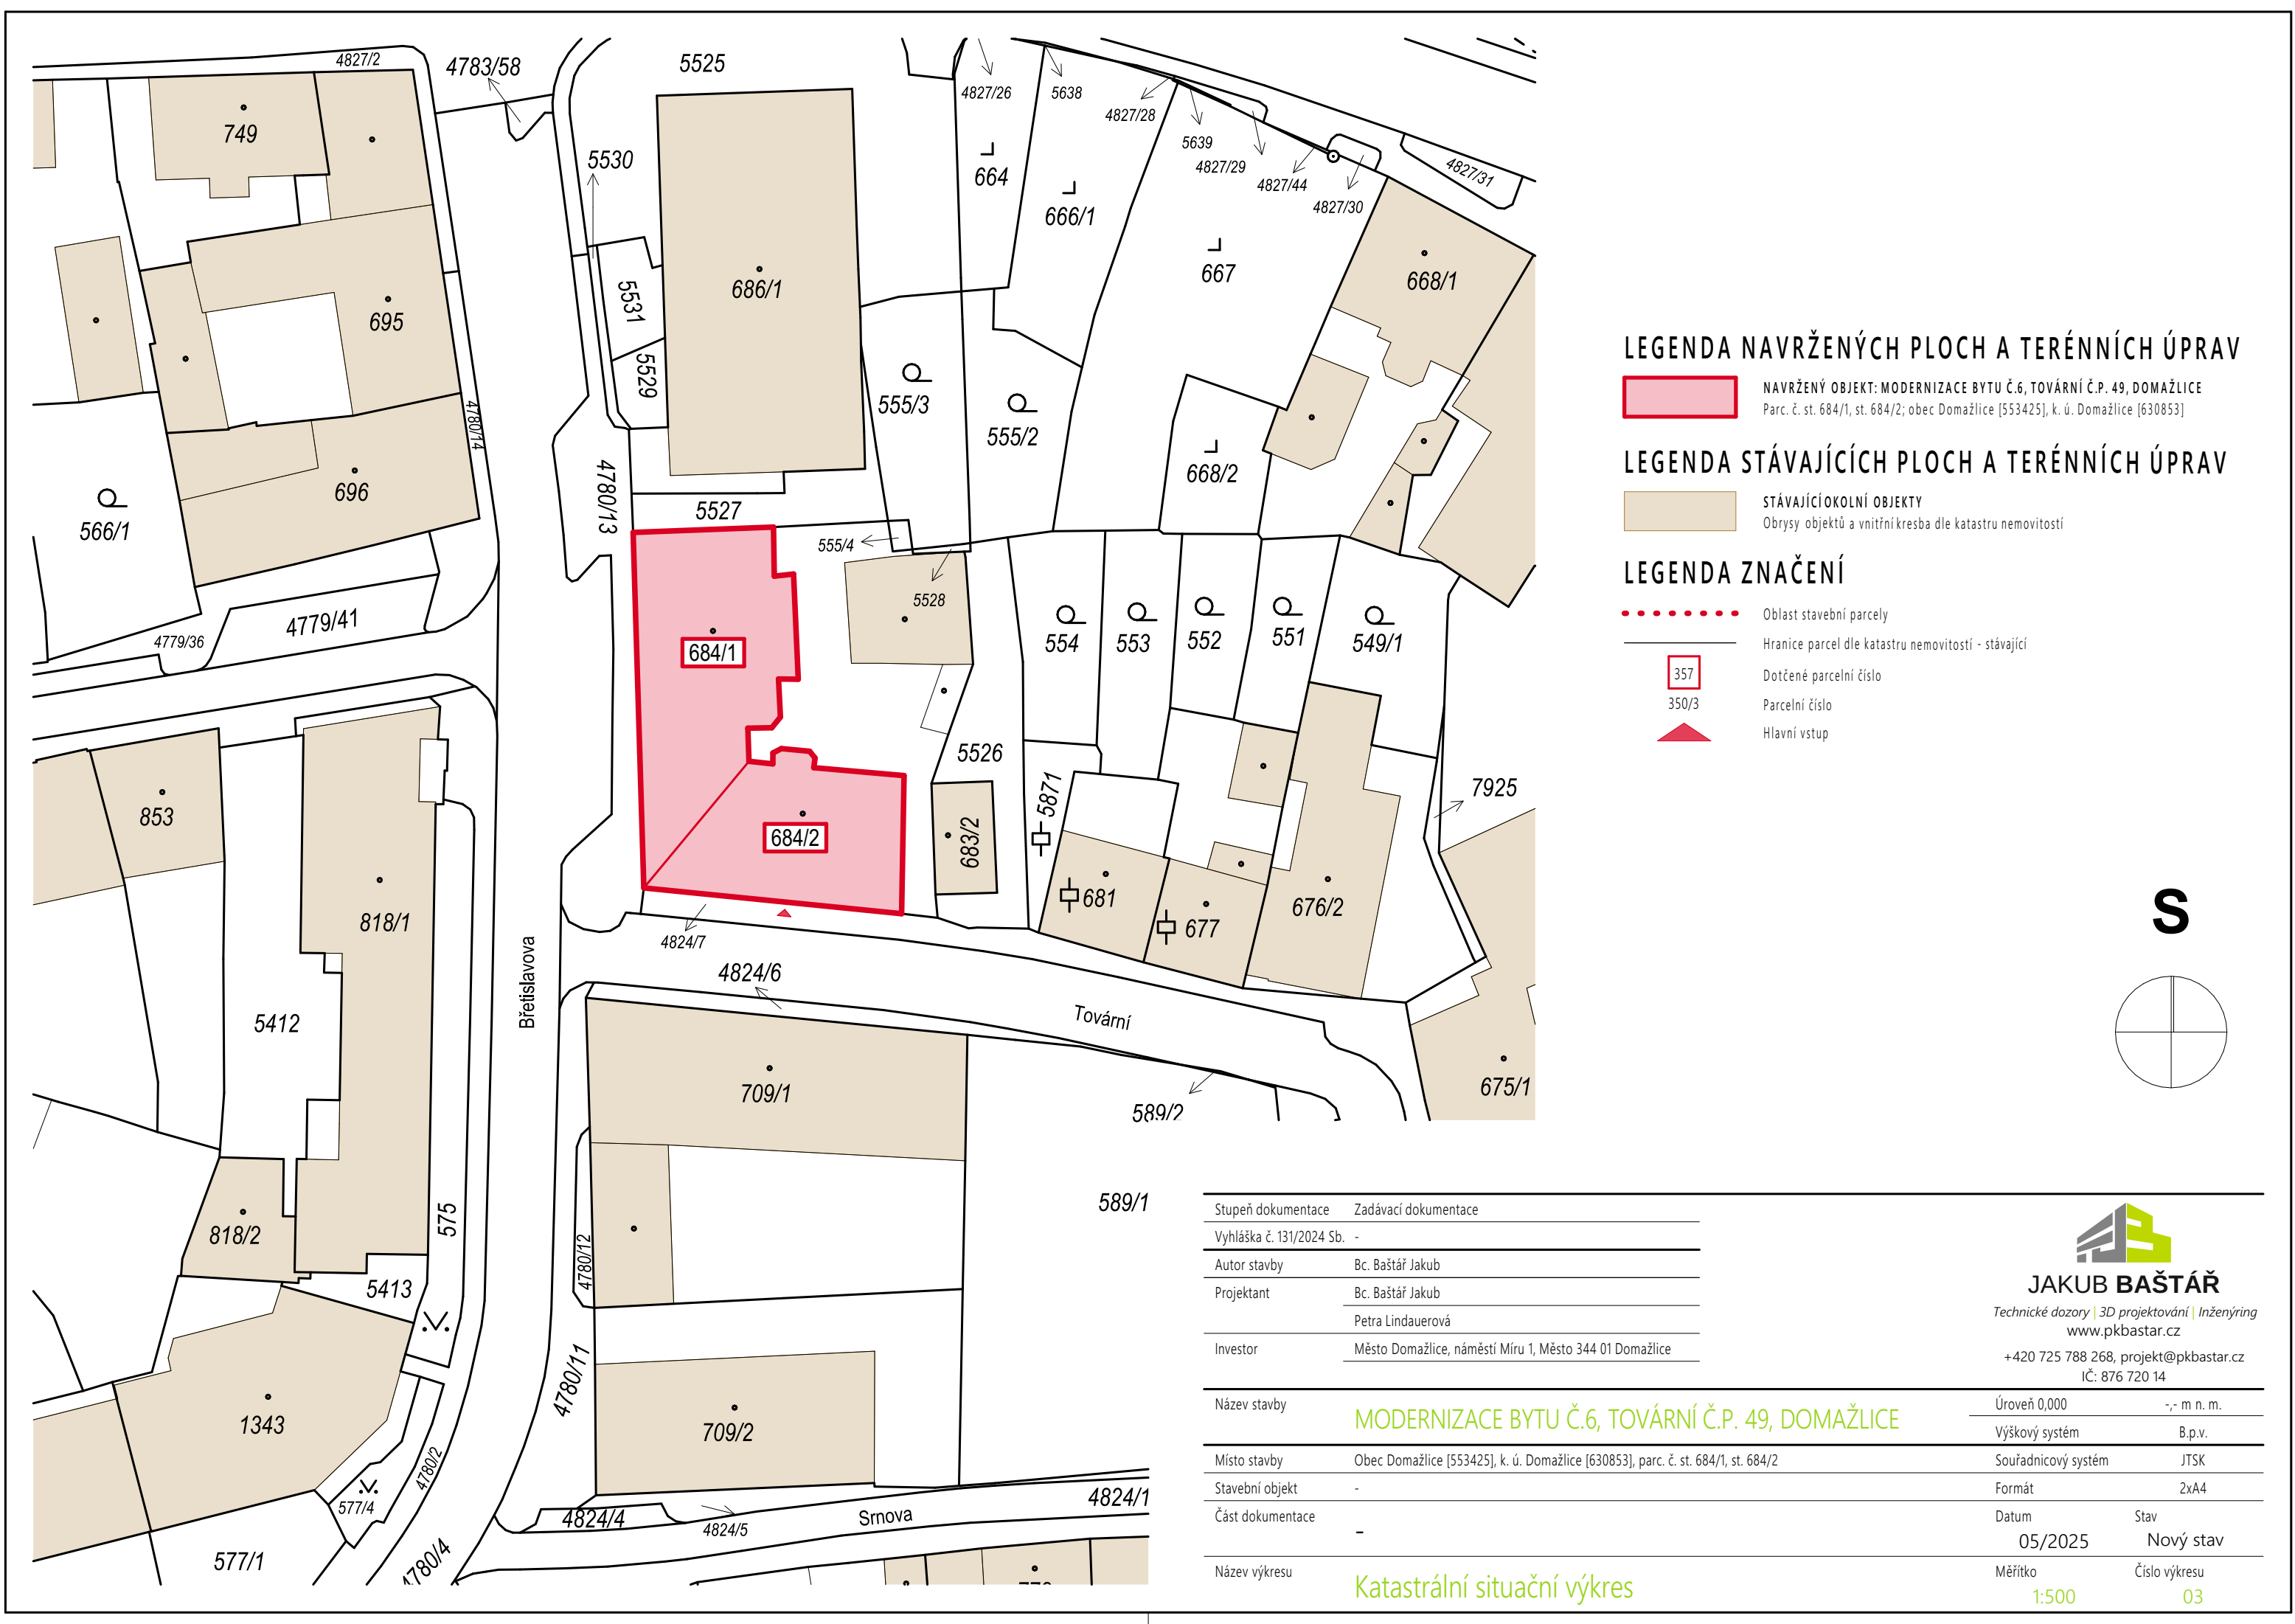 4827/2
4783/58
5525
4827/26
5638
4827/28
5639
4827/29
4827/44
4827/30
4827/31
749
5530
664
666/1
667
668/1
695
5531
686/1
5529
555/3
555/2
668/2
4780/14
696
566/1
4780/13
5527
555/4
5528
4779/41
4779/36
684/1
554
553
552
551
549/1
5526
5871
7925
853
684/2
683/2
818/1
681
677
676/2
4824/7
4824/6
Břetislavova
Tovární
5412
709/1
589/2
675/1
589/1
575
818/2
4780/12
5413
4780/11
1343
709/2
4780/2
577/4
4824/4
4824/5
Srnova
4824/1
577/1
4780/4
LEGENDA NAVRŽENÝCH PLOCH A TERÉNNÍCH ÚPRAV
NAVRŽENÝ OBJEKT: MODERNIZACE BYTU Č.6, TOVÁRNÍ Č.P. 49, DOMAŽLICE
Parc. č. st. 684/1, st. 684/2; obec Domažlice [553425], k. ú. Domažlice [630853]
LEGENDA STÁVAJÍCÍCH PLOCH A TERÉNNÍCH ÚPRAV
STÁVAJÍCÍ OKOLNÍ OBJEKTY
Obrysy objektů a vnitřní kresba dle katastru nemovitostí
LEGENDA ZNAČENÍ
Oblast stavební parcely
Hranice parcel dle katastru nemovitostí - stávající
357 Dotčené parcelní číslo
350/3 Parcelní číslo
Hlavní vstup
S
Stupeň dokumentace Zadávací dokumentace
Vyhláška č. 131/2024 Sb. -
Autor stavby Bc. Baštář Jakub
Projektant Bc. Baštář Jakub
Petra Lindauerová
Investor Město Domažlice, náměstí Míru 1, Město 344 01 Domažlice
JAKUB BAŠTÁŘ
Technické dozory | 3D projektování | Inženýring
www.pkbastar.cz
+420 725 788 268, projekt@pkbastar.cz
IČ: 876 720 14
Název stavby MODERNIZACE BYTU Č.6, TOVÁRNÍ Č.P. 49, DOMAŽLICE
Úroveň 0,000 -,- m n. m.
Výškový systém B.p.v.
Místo stavby Obec Domažlice [553425], k. ú. Domažlice [630853], parc. č. st. 684/1, st. 684/2
Souřadnicový systém JTSK
Stavební objekt -
Formát 2xA4
Část dokumentace -
Datum Stav
05/2025 Nový stav
Název výkresu Katastrální situační výkres
Měřítko Číslo výkresu
1:500 03